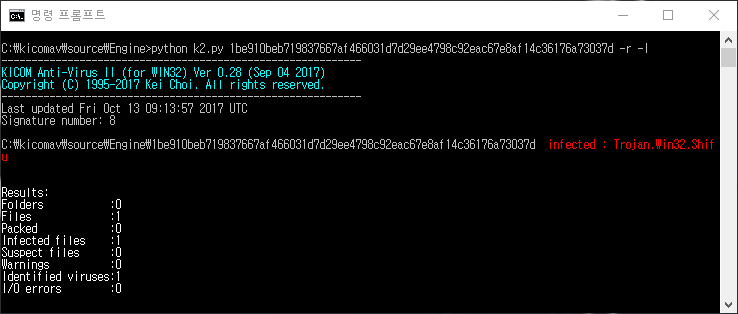 명령 프롬프트
C:\kicomav\source\Engine>python k2.py 1be910beb719837667af466031d7d29ee4798c92eac67e8af14c36176a73037d -r -I
------------------------------------------------------------
KICOM Anti-Virus II (for WIN32) Ver 0.28 (Sep 04 2017)
Copyright (C) 1995-2017 Kei Choi. All rights reserved.
------------------------------------------------------------
Last updated Fri Oct 13 09:13:57 2017 UTC
Signature number: 8
C:\kicomav\source\Engine\1be910beb719837667af466031d7d29ee4798c92eac67e8af14c36176a73037d  infected : Trojan.Win32.Shif
u
Results:
Folders           :0
Files             :1
Packed            :0
Infected files    :1
Suspect files     :0
Warnings          :0
Identified viruses:1
I/O errors        :0